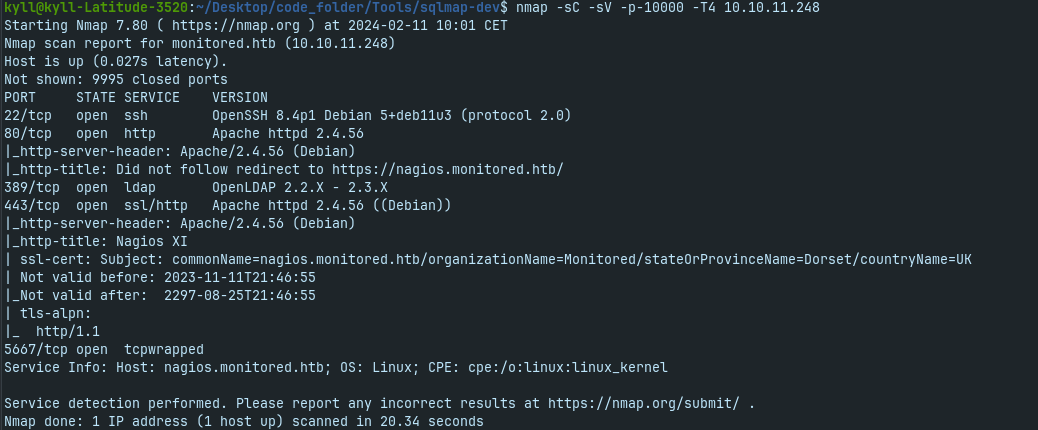 kyll@kyll-Latitude-3520:~/Desktop/code_folder/Tools/sqlmap-dev$ nmap -sC -sV -p-10000 -T4 10.10.11.248
Starting Nmap 7.80 ( https://nmap.org ) at 2024-02-11 10:01 CET
Nmap scan report for monitored.htb (10.10.11.248)
Host is up (0.027s latency).
Not shown: 9995 closed ports
PORT     STATE SERVICE    VERSION
22/tcp   open  ssh        OpenSSH 8.4p1 Debian 5+deb11u3 (protocol 2.0)
80/tcp   open  http       Apache httpd 2.4.56
|_http-server-header: Apache/2.4.56 (Debian)
|_http-title: Did not follow redirect to https://nagios.monitored.htb/
389/tcp  open  ldap       OpenLDAP 2.2.X - 2.3.X
443/tcp  open  ssl/http   Apache httpd 2.4.56 ((Debian))
|_http-server-header: Apache/2.4.56 (Debian)
|_http-title: Nagios XI
| ssl-cert: Subject: commonName=nagios.monitored.htb/organizationName=Monitored/stateOrProvinceName=Dorset/countryName=UK
| Not valid before: 2023-11-11T21:46:55
|_Not valid after:  2297-08-25T21:46:55
| tls-alpn:
|_  http/1.1
5667/tcp open  tcpwrapped
Service Info: Host: nagios.monitored.htb; OS: Linux; CPE: cpe:/o:linux:linux_kernel

Service detection performed. Please report any incorrect results at https://nmap.org/submit/ .
Nmap done: 1 IP address (1 host up) scanned in 20.34 seconds